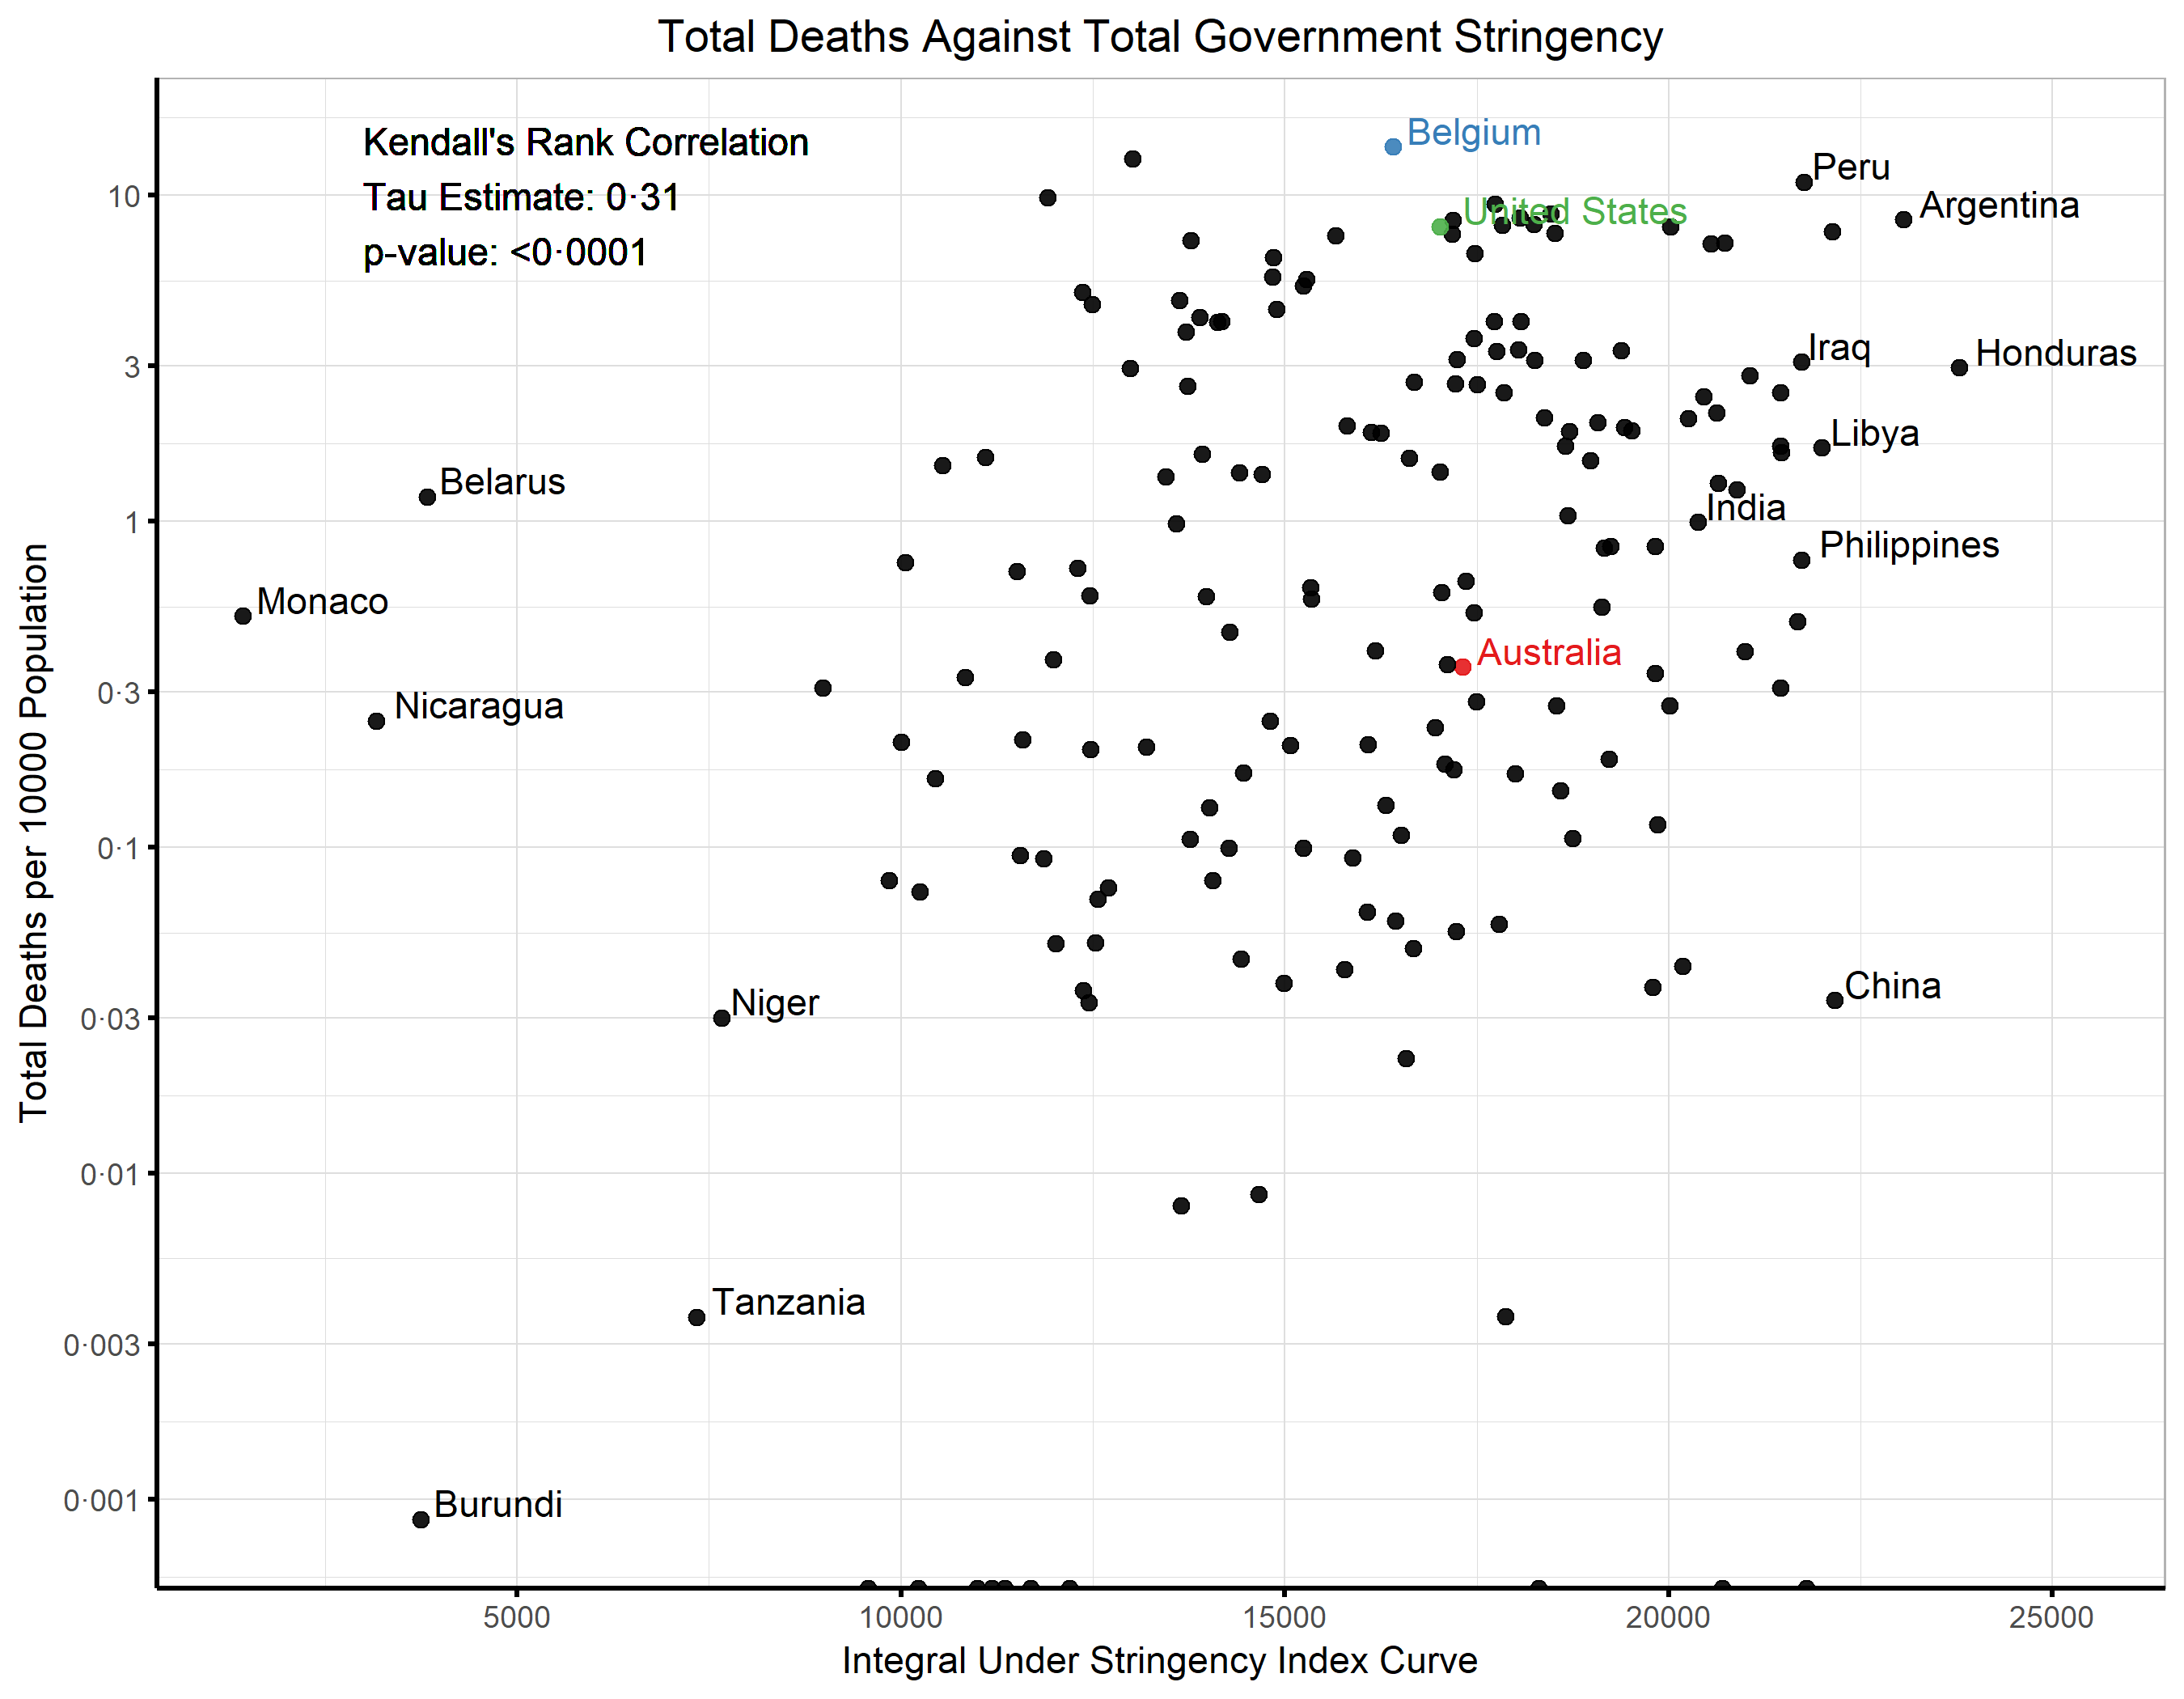 Total Deaths Against Total Government Stringency
Kendall's Rank Correlation
Tau Estimate: 0·31
p-value: <0·0001
Belgium
Peru
United States
Argentina
Iraq
Honduras
Libya
Belarus
India
Philippines
Monaco
Australia
Nicaragua
China
Niger
Tanzania
Burundi
Total Deaths per 10000 Population
10
3
1
0·3
0·1
0·03
0·01
0·003
0·001
5000
10000
15000
20000
25000
Integral Under Stringency Index Curve